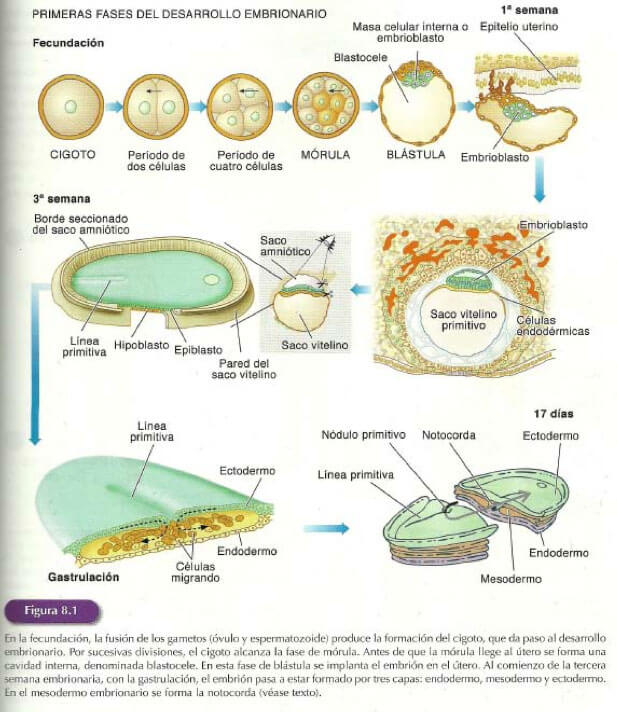 PRIMERAS FASES DEL DESARROLLO EMBRIONARIO
Fecundación
Masa celular interna o
embrioblasto
Blastocele
1ª semana
Epitelio uterino
CIGOTO
Período de
dos células
Período de
cuatro células
MÓRULA
BLÁSTULA
Embrioblasto
3ª semana
Borde seccionado
del saco amniótico
Saco
amniótico
Embrioblasto
Línea
primitiva
Hipoblasto
Epiblasto
Pared del
saco vitelino
Saco vitelino
Saco vitelino
primitivo
Células
endodérmicas
Línea
primitiva
Ectodermo
Endodermo
Células
migrando
Gastrulación
17 días
Nódulo primitivo
Notocorda
Ectodermo
Línea primitiva
Endodermo
Mesodermo
Figura 8.1
En la fecundación, la fusión de los gametos (óvulo y espermatozoide) produce la formación del cigoto, que da paso al desarrollo
embrionario. Por sucesivas divisiones, el cigoto alcanza la fase de mórula. Antes de que la mórula llegue al útero se forma una
cavidad interna, denominada blastocele. En esta fase de blástula se implanta el embrión en el útero. Al comienzo de la tercera
semana embrionaria, con la gastrulación, el embrión pasa a estar formado por tres capas: endodermo, mesodermo y ectodermo.
En el mesodermo embrionario se forma la notocorda (véase texto).